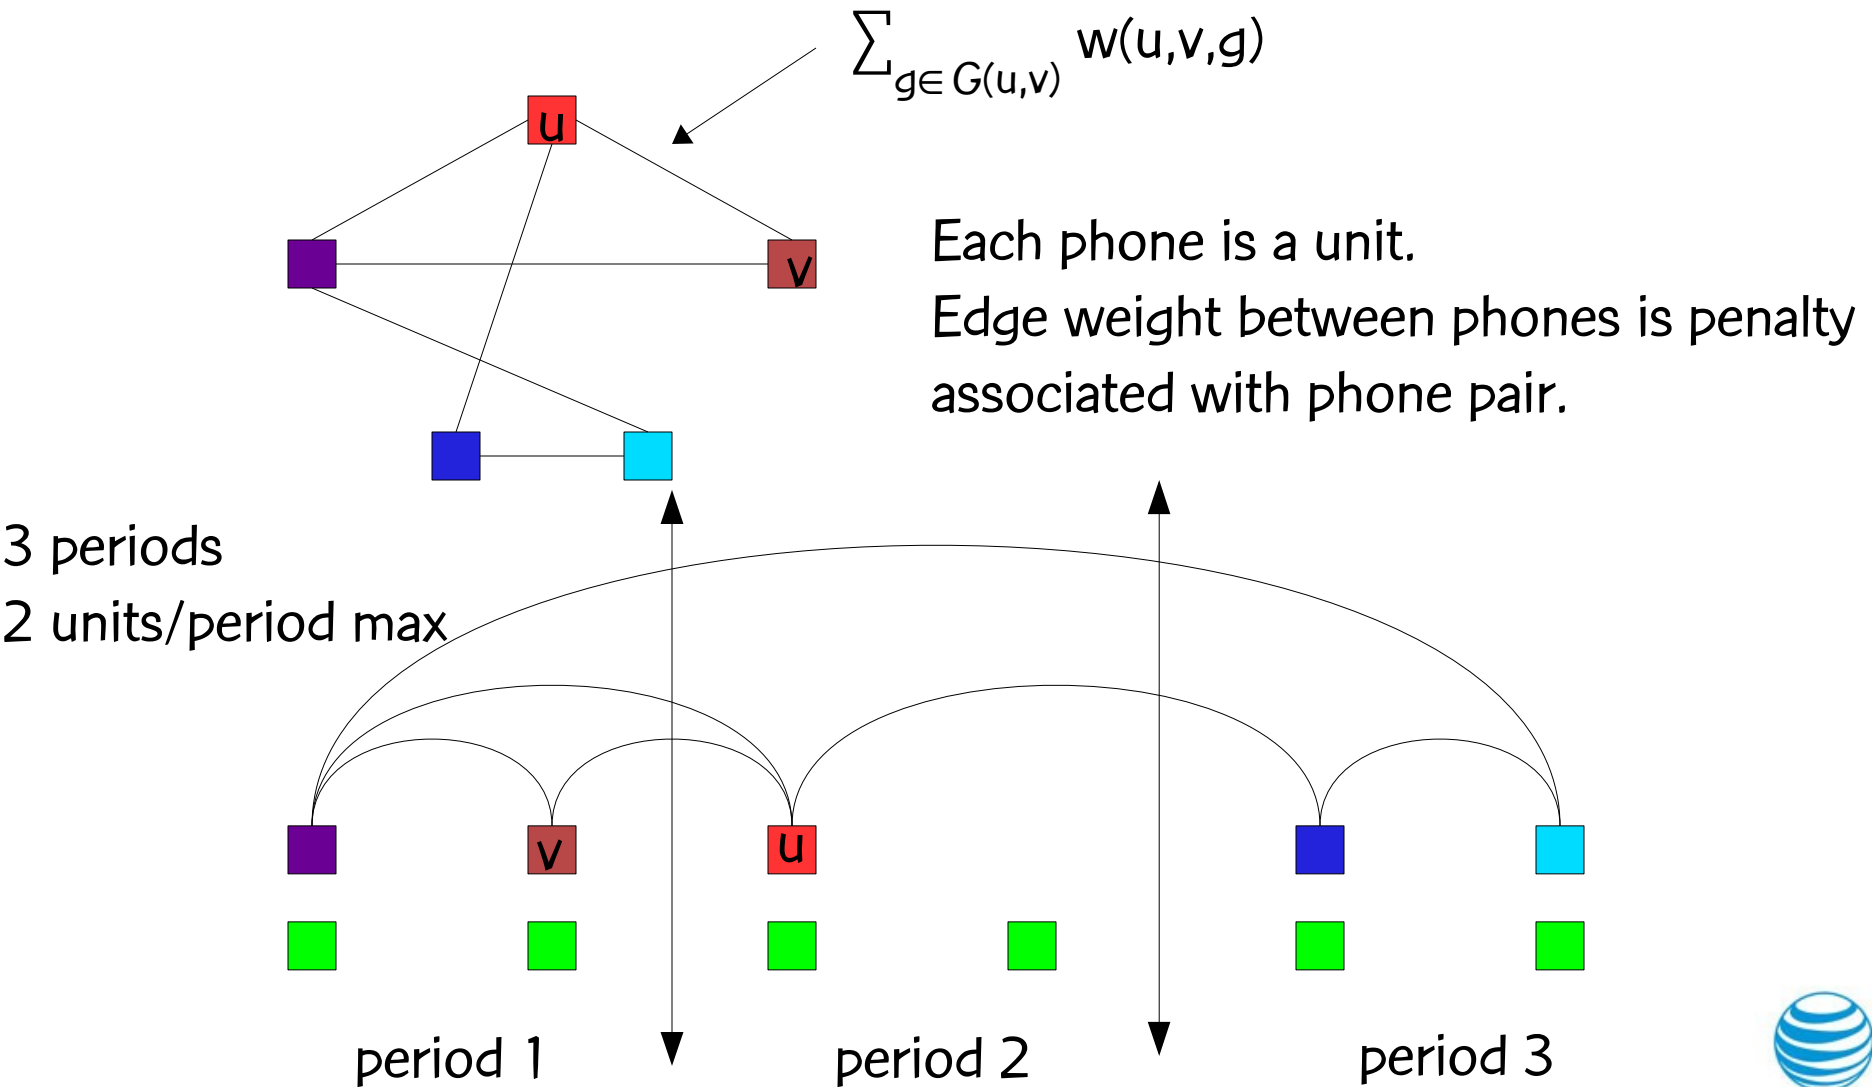 ∑g∈G(u,v) w(u,v,g)
u
v
Each phone is a unit.
Edge weight between phones is penalty
associated with phone pair.
3 periods
2 units/period max
v
u
period 1
period 2
period 3